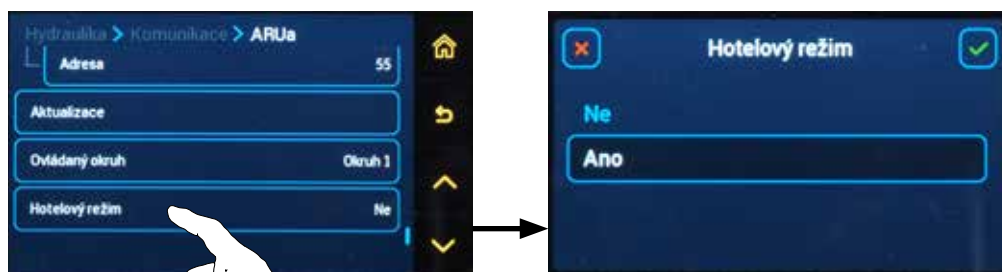 Hydraulika > Komunikace > ARUa
Adresa 55
Aktualizace
Ovládaný okruh Okruh 1
Hotelový režim Ne
Hotelový režim
Ne
Ano